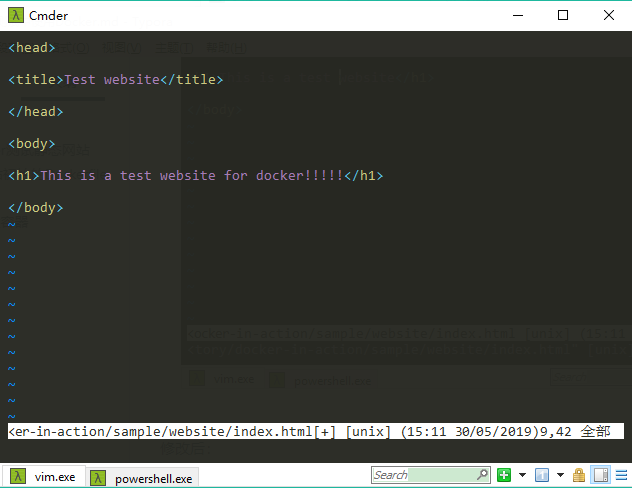 Cmder
<head>
<title>Test website</title>
</head>
<body>
<h1>This is a test website for docker!!!!!</h1>
</body>
~
~
~
~
~
~
~
~
~
~
~
~
~
<er-in-action/sample/website/index.html[+] [unix] (15:11 30/05/2019)9,42 全部
vim.exe
powershell.exe
Search